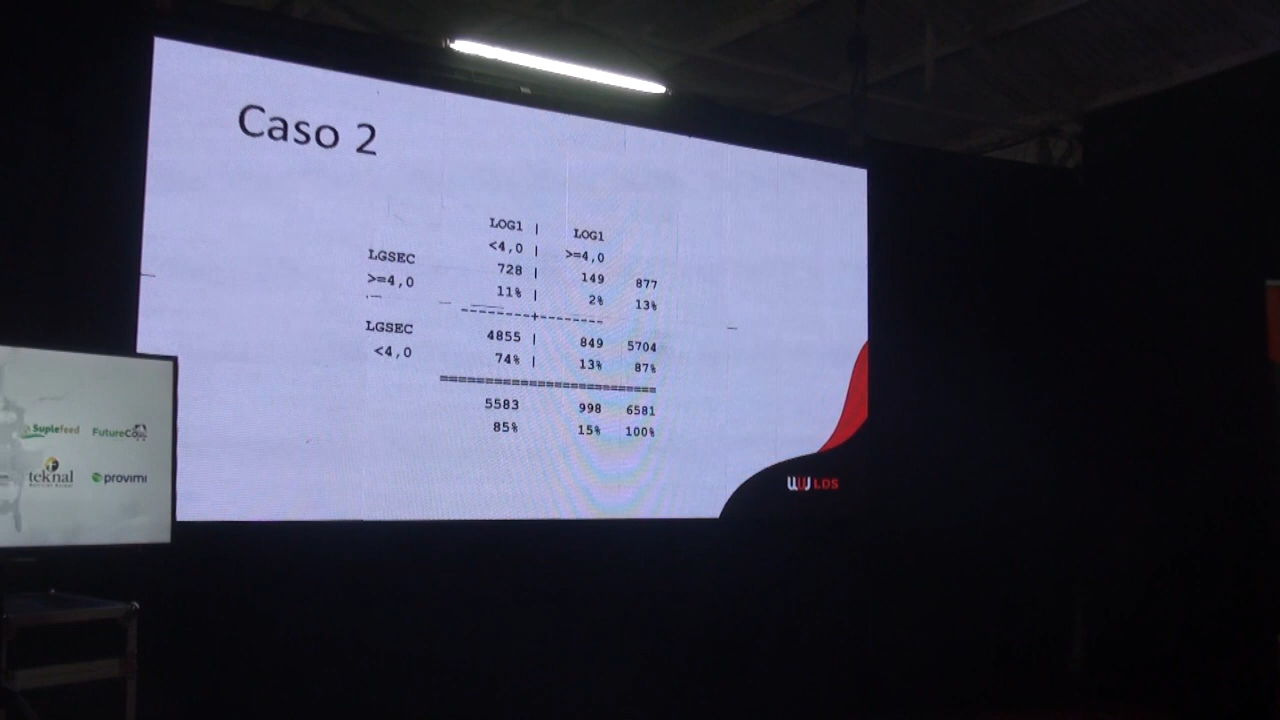 Caso 2
LOG1 | LOG1
<4,0 | >=4,0
LGSEC 728 | 149 877
>=4,0 11% | 2% 13%
--------+--------
LGSEC 4855 | 849 5704
<4,0 74% | 13% 87%
=========================
5583 998 6581
85% 15% 100%
LDS
Suplefeed FutureCow
teknal provimi